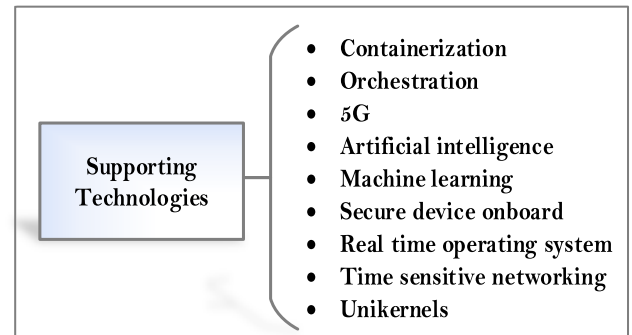 Supporting
Technologies
• Containerization
• Orchestration
• 5G
• Artificial intelligence
• Machine learning
• Secure device onboard
• Real time operating system
• Time sensitive networking
• Unikernels